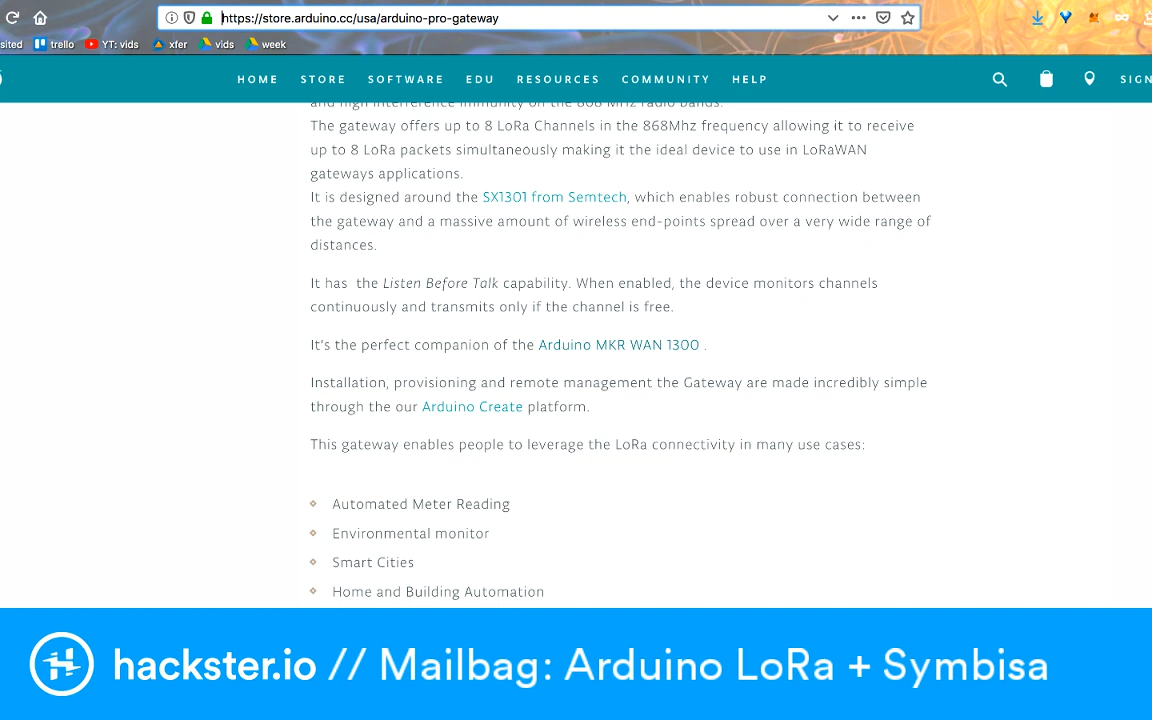 https://store.arduino.cc/usa/arduino-pro-gateway
sited trello YT: vids xfer vids week
HOME STORE SOFTWARE EDU RESOURCES COMMUNITY HELP SIGN
and high interference immunity on the 868 MHz radio bands.
The gateway offers up to 8 LoRa Channels in the 868Mhz frequency allowing it to receive
up to 8 LoRa packets simultaneously making it the ideal device to use in LoRaWAN
gateways applications.
It is designed around the SX1301 from Semtech, which enables robust connection between
the gateway and a massive amount of wireless end-points spread over a very wide range of
distances.
It has the Listen Before Talk capability. When enabled, the device monitors channels
continuously and transmits only if the channel is free.
It's the perfect companion of the Arduino MKR WAN 1300 .
Installation, provisioning and remote management the Gateway are made incredibly simple
through the our Arduino Create platform.
This gateway enables people to leverage the LoRa connectivity in many use cases:
Automated Meter Reading
Environmental monitor
Smart Cities
Home and Building Automation
hackster.io // Mailbag: Arduino LoRa + Symbisa